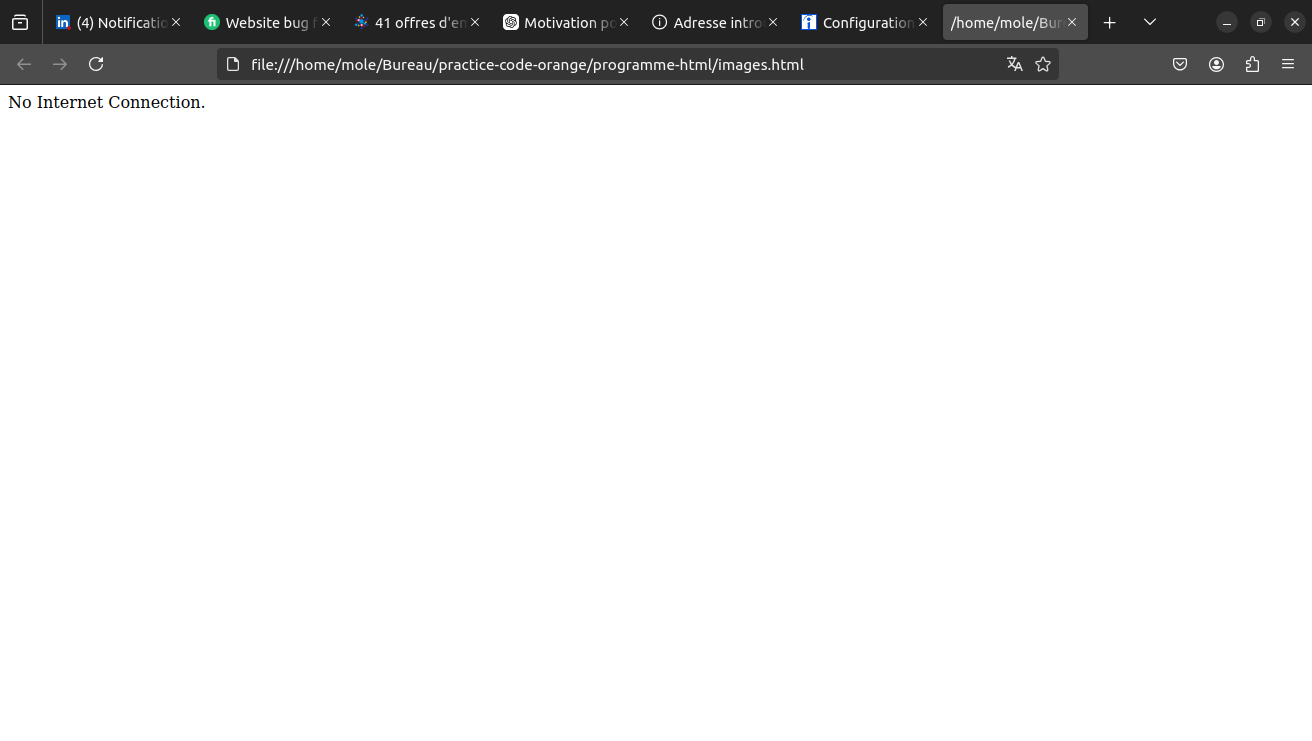 (4) Notificatio
Website bug f
41 offres d'en
Motivation po
Adresse intro
Configuration
/home/mole/Bur
file:///home/mole/Bureau/practice-code-orange/programme-html/images.html
No Internet Connection.